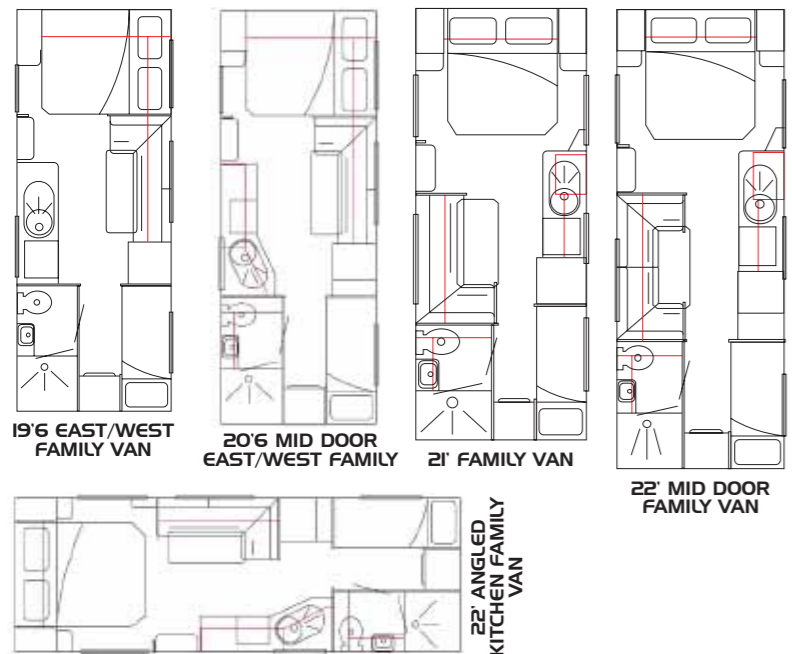 19'6 EAST/WEST
FAMILY VAN
20'6 MID DOOR
EAST/WEST FAMILY
21' FAMILY VAN
22' MID DOOR
FAMILY VAN
22' ANGLED
KITCHEN FAMILY
VAN